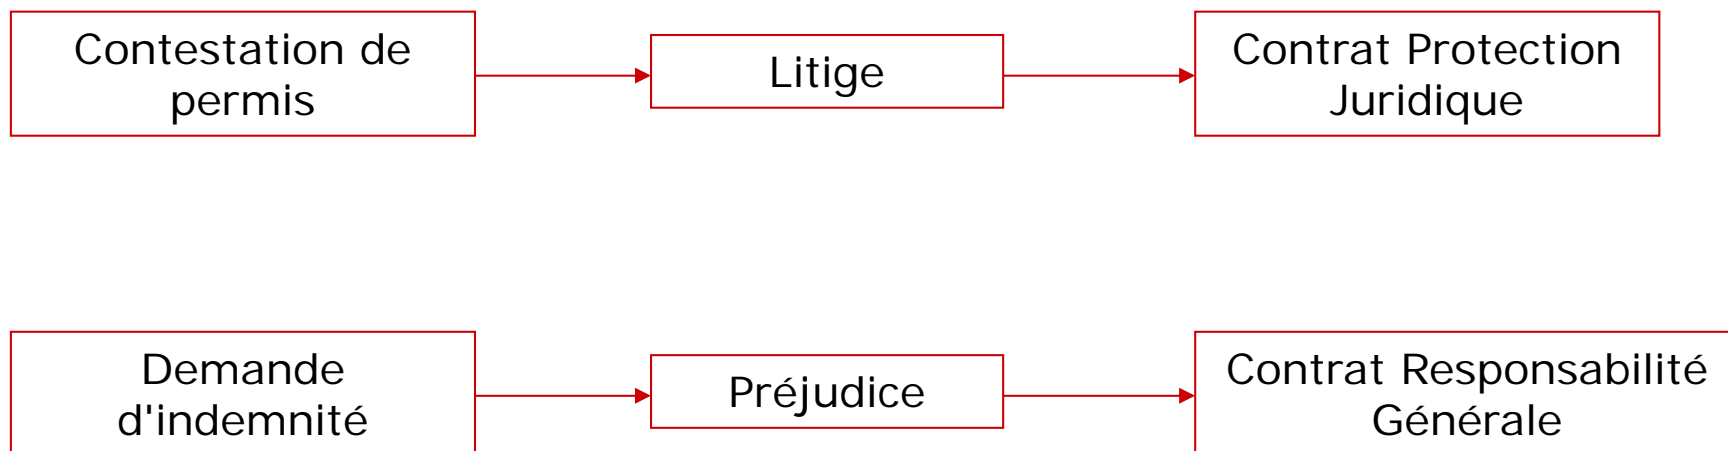 Contestation de
permis
Litige
Contrat Protection
Juridique
Demande
d'indemnité
Préjudice
Contrat Responsabilité
Générale